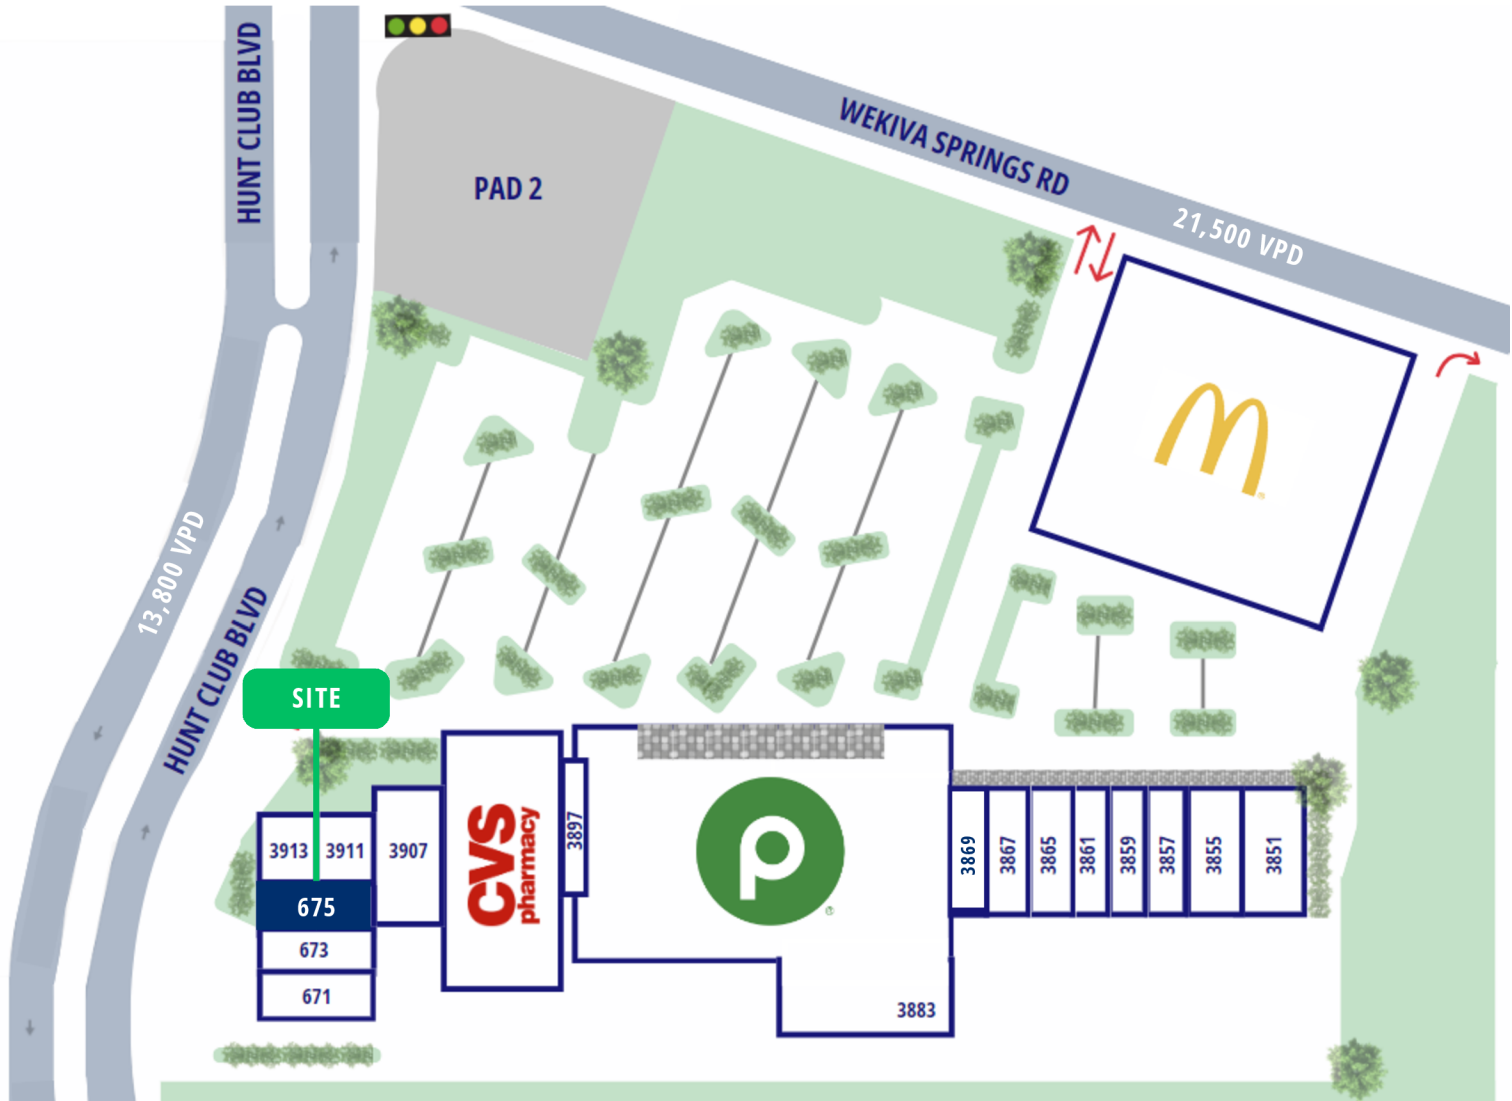 HUNT CLUB BLVD
PAD 2
WEKIVA SPRINGS RD
21,500 VPD
13,800 VPD
HUNT CLUB BLVD
SITE
3913
3911
3907
CVS
pharmacy
3897
3869
3867
3865
3861
3859
3857
3855
3851
675
673
671
3883